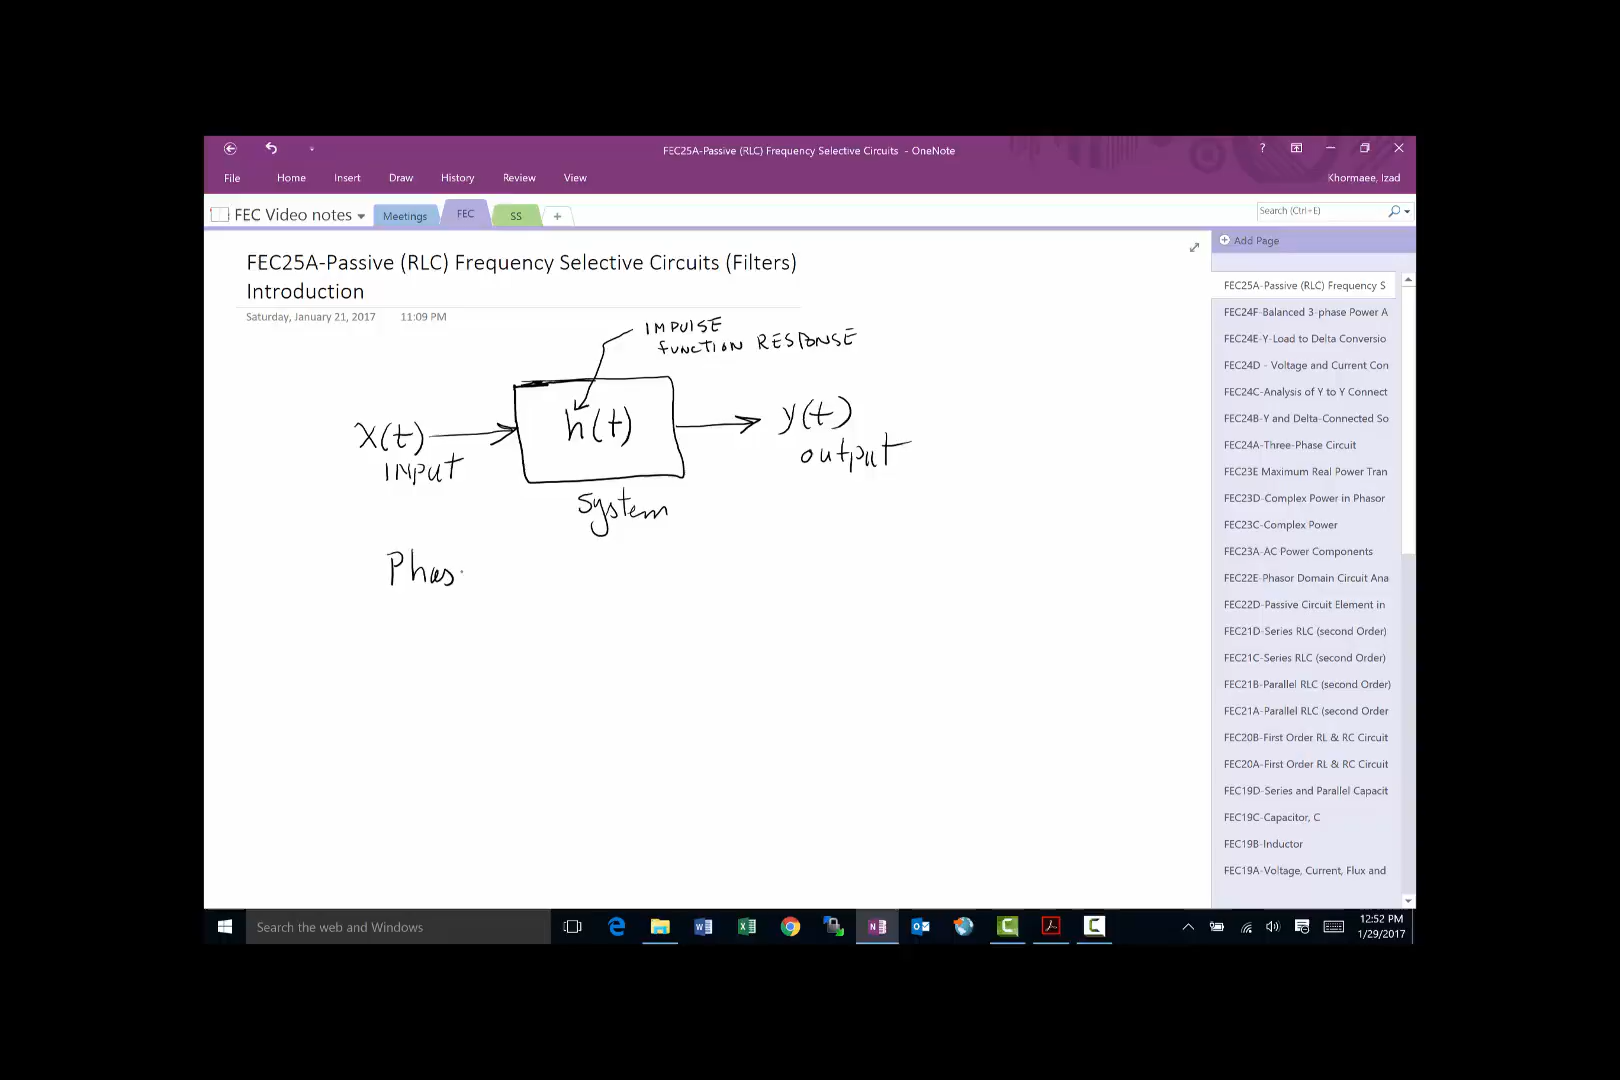 FEC25A-Passive (RLC) Frequency Selective Circuits - OneNote
?
File Home Insert Draw History Review View
Khormaee, Izad
FEC Video notes
Meetings
FEC
SS
+
Search (Ctrl+E)
FEC25A-Passive (RLC) Frequency Selective Circuits (Filters)
Introduction
Saturday, January 21, 2017 11:09 PM
IMPULSE
function RESPONSE
x(t)
INPUT
h(t)
System
y(t)
output
Phas
Add Page
FEC25A-Passive (RLC) Frequency S
FEC24F-Balanced 3-phase Power A
FEC24E-Y-Load to Delta Conversio
FEC24D - Voltage and Current Con
FEC24C-Analysis of Y to Y Connect
FEC24B-Y and Delta-Connected So
FEC24A-Three-Phase Circuit
FEC23E Maximum Real Power Tran
FEC23D-Complex Power in Phasor
FEC23C-Complex Power
FEC23A-AC Power Components
FEC22E-Phasor Domain Circuit Ana
FEC22D-Passive Circuit Element in
FEC21D-Series RLC (second Order)
FEC21C-Series RLC (second Order)
FEC21B-Parallel RLC (second Order)
FEC21A-Parallel RLC (second Order
FEC20B-First Order RL & RC Circuit
FEC20A-First Order RL & RC Circuit
FEC19D-Series and Parallel Capacit
FEC19C-Capacitor, C
FEC19B-Inductor
FEC19A-Voltage, Current, Flux and
Search the web and Windows
12:52 PM
1/29/2017